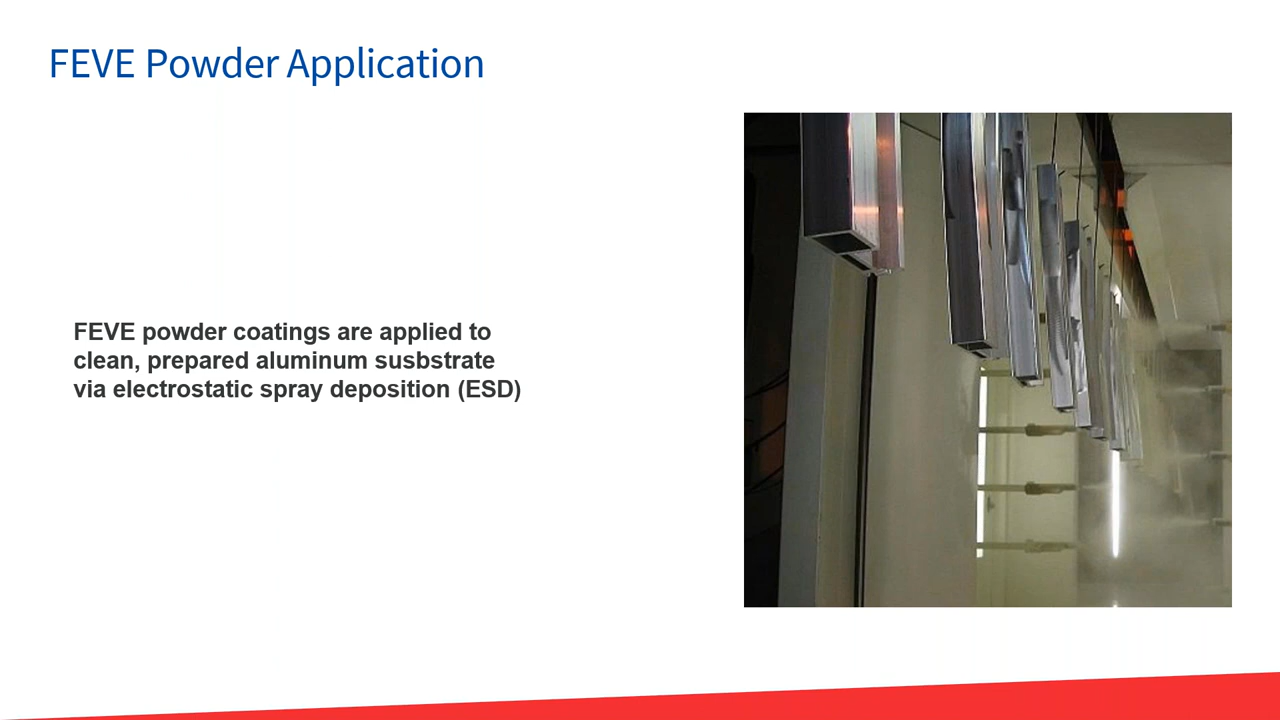 FEVE Powder Application
FEVE powder coatings are applied to
clean, prepared aluminum susbstrate
via electrostatic spray deposition (ESD)